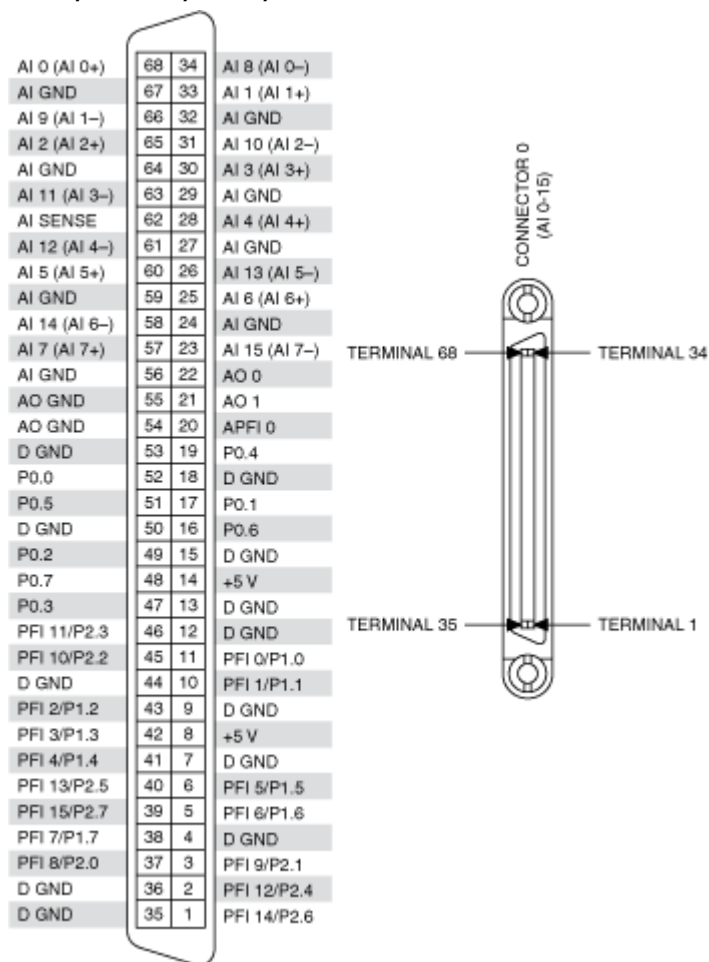 AI 0 (AI 0+) 68 34 AI 8 (AI 0–)
AI GND 67 33 AI 1 (AI 1+)
AI 9 (AI 1–) 66 32 AI GND
AI 2 (AI 2+) 65 31 AI 10 (AI 2–)
AI GND 64 30 AI 3 (AI 3+)
AI 11 (AI 3–) 63 29 AI GND
AI SENSE 62 28 AI 4 (AI 4+)
AI 12 (AI 4–) 61 27 AI GND
AI 5 (AI 5+) 60 26 AI 13 (AI 5–)
AI GND 59 25 AI 6 (AI 6+)
AI 14 (AI 6–) 58 24 AI GND
AI 7 (AI 7+) 57 23 AI 15 (AI 7–)
AI GND 56 22 AO 0
AO GND 55 21 AO 1
AO GND 54 20 APFI 0
D GND 53 19 P0.4
P0.0 52 18 D GND
P0.5 51 17 P0.1
D GND 50 16 P0.6
P0.2 49 15 D GND
P0.7 48 14 +5 V
P0.3 47 13 D GND
PFI 11/P2.3 46 12 D GND
PFI 10/P2.2 45 11 PFI 0/P1.0
D GND 44 10 PFI 1/P1.1
PFI 2/P1.2 43 9 D GND
PFI 3/P1.3 42 8 +5 V
PFI 4/P1.4 41 7 D GND
PFI 13/P2.5 40 6 PFI 5/P1.5
PFI 15/P2.7 39 5 PFI 6/P1.6
PFI 7/P1.7 38 4 D GND
PFI 8/P2.0 37 3 PFI 9/P2.1
D GND 36 2 PFI 12/P2.4
D GND 35 1 PFI 14/P2.6
CONNECTOR 0
(AI 0-15)
TERMINAL 68 TERMINAL 34
TERMINAL 35 TERMINAL 1